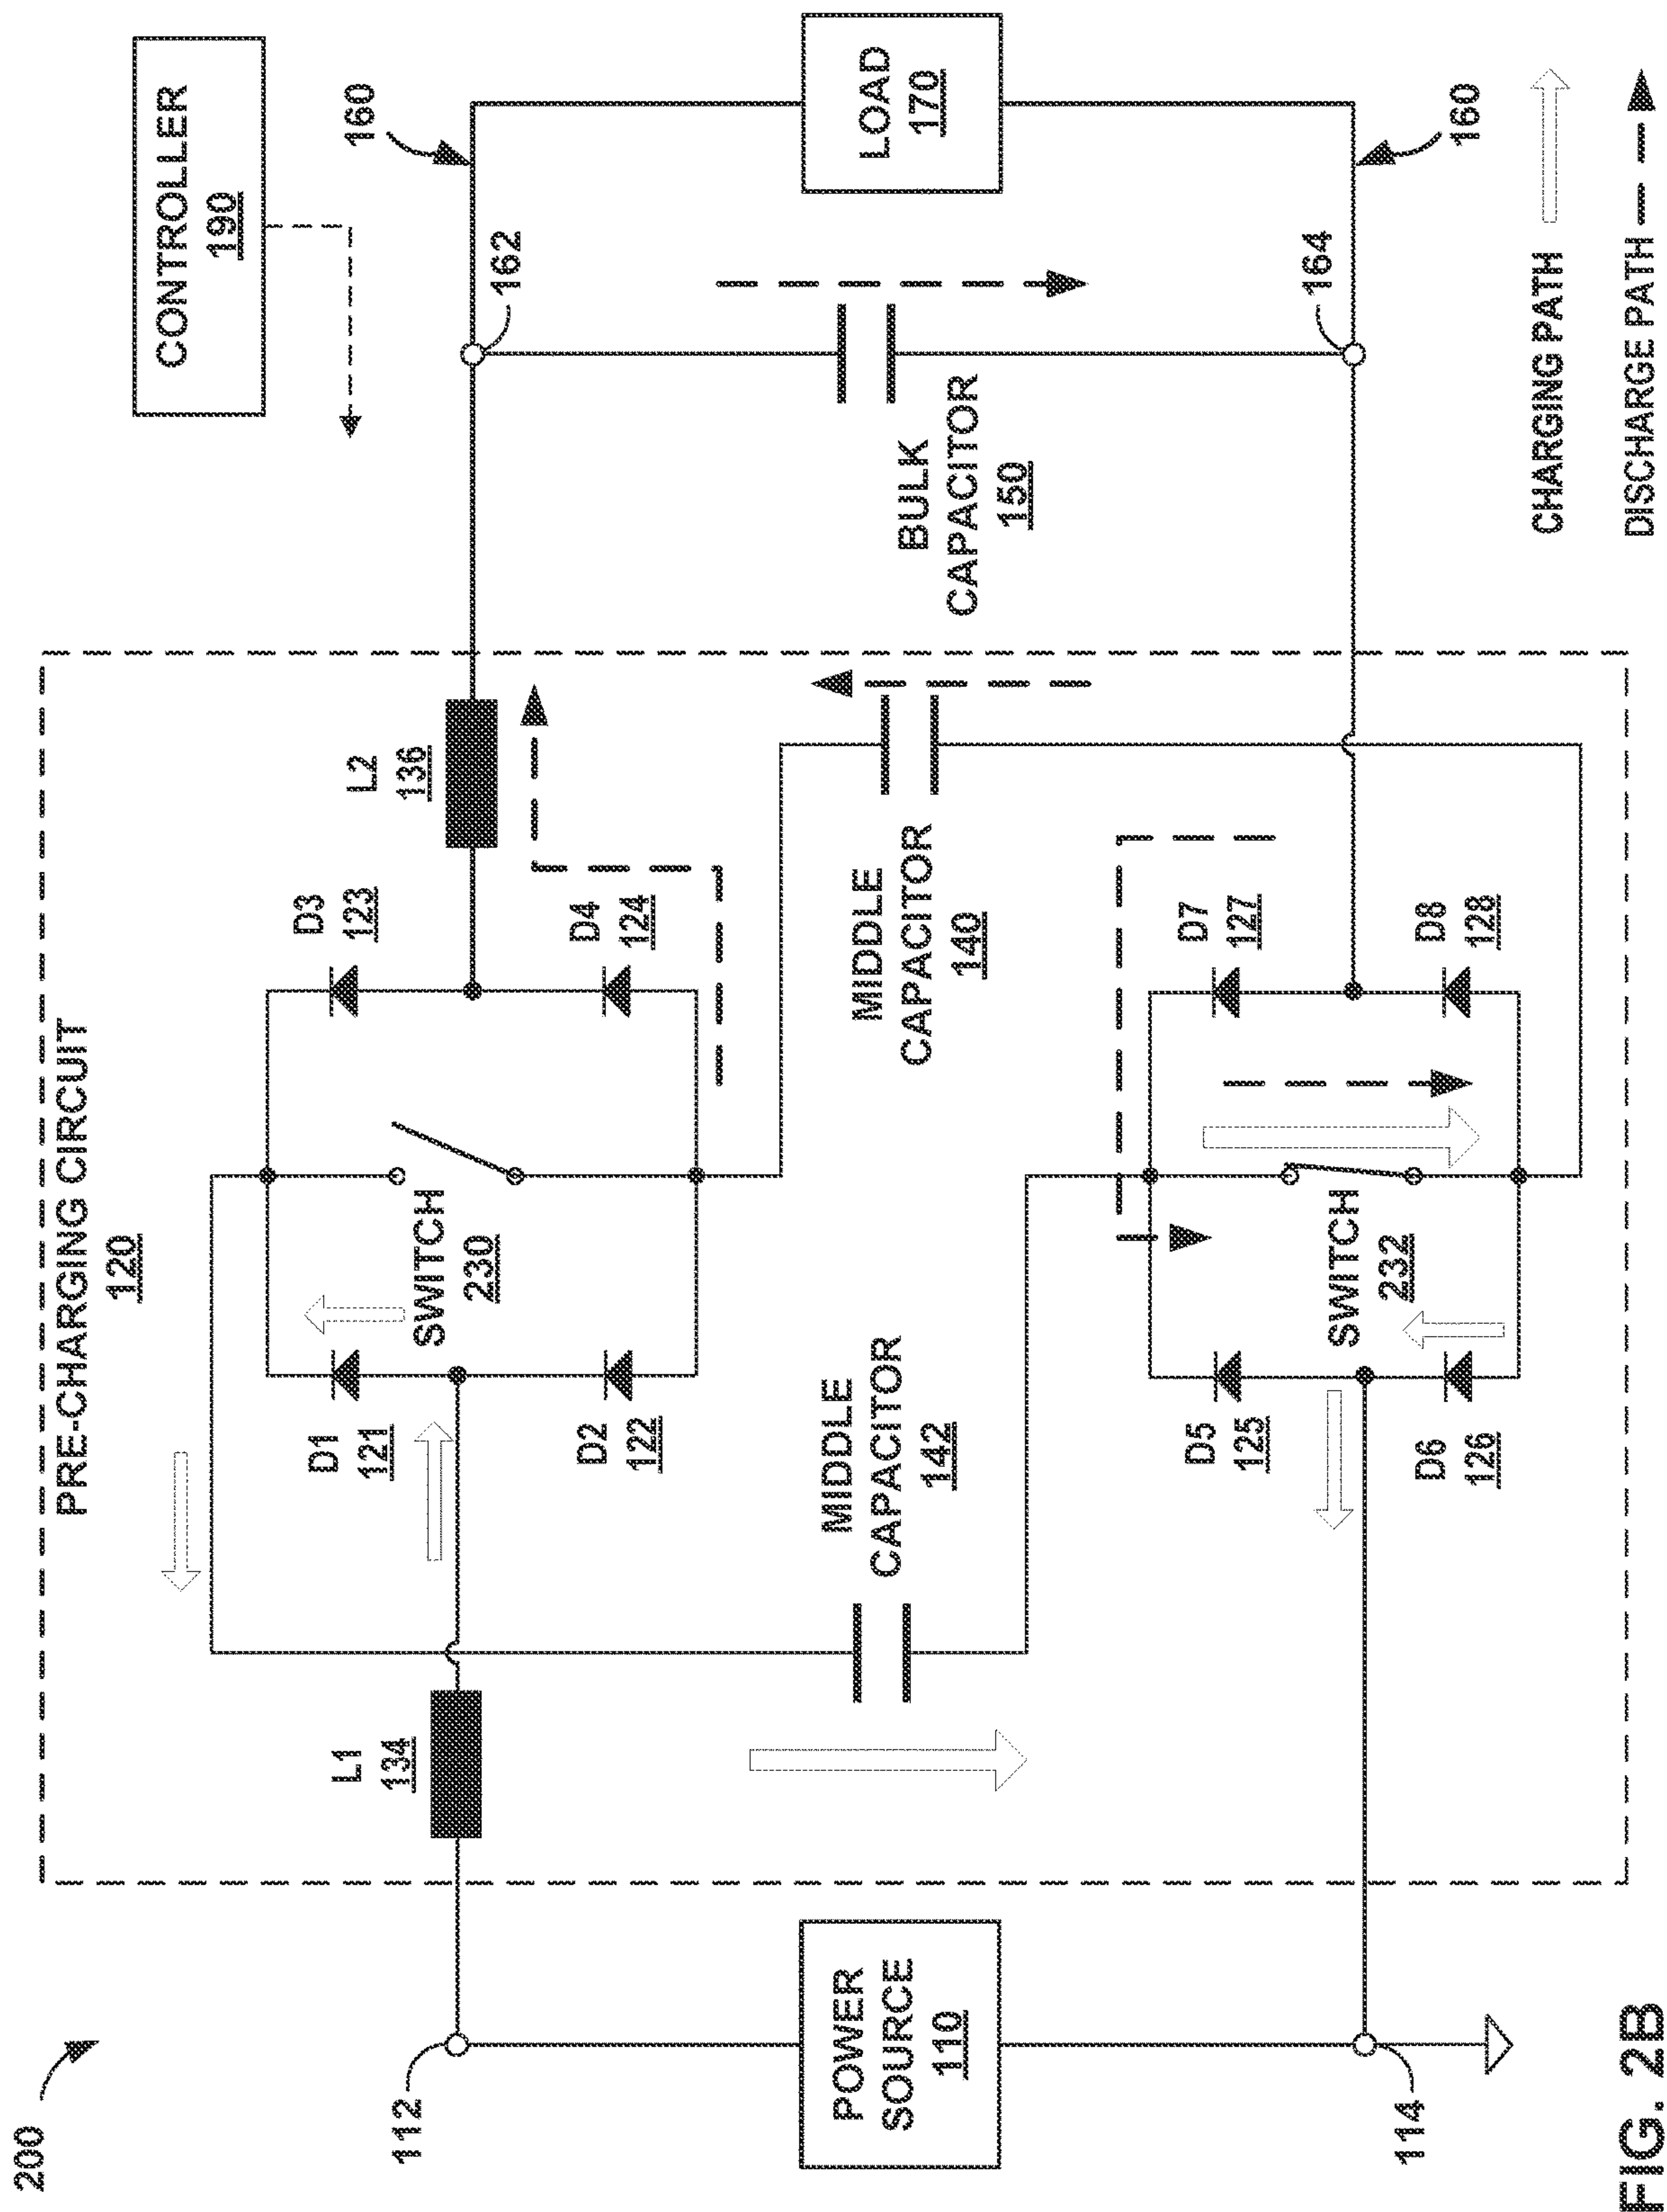 200
PRE-CHARGING CIRCUIT
120
CONTROLLER
190
L1
134
D1
121
D2
122
SWITCH
230
D3
123
D4
124
L2
136
160
162
112
POWER
SOURCE
110
MIDDLE
CAPACITOR
142
MIDDLE
CAPACITOR
140
BULK
CAPACITOR
150
LOAD
170
D5
125
D6
126
SWITCH
232
D7
127
D8
128
164
160
114
CHARGING PATH
DISCHARGE PATH
FIG. 2B